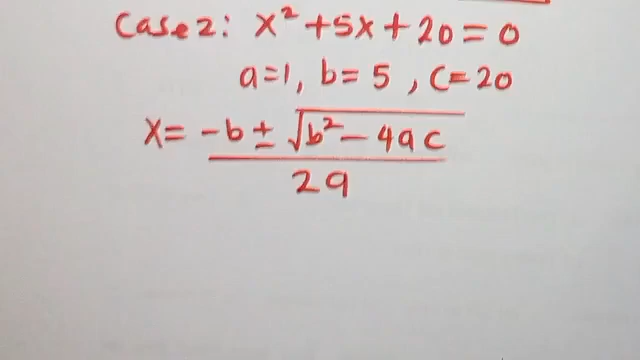 Case 2: x² + 5x + 20 = 0
a = 1, b = 5, c = 20
x = -b ± √b² - 4ac
2a